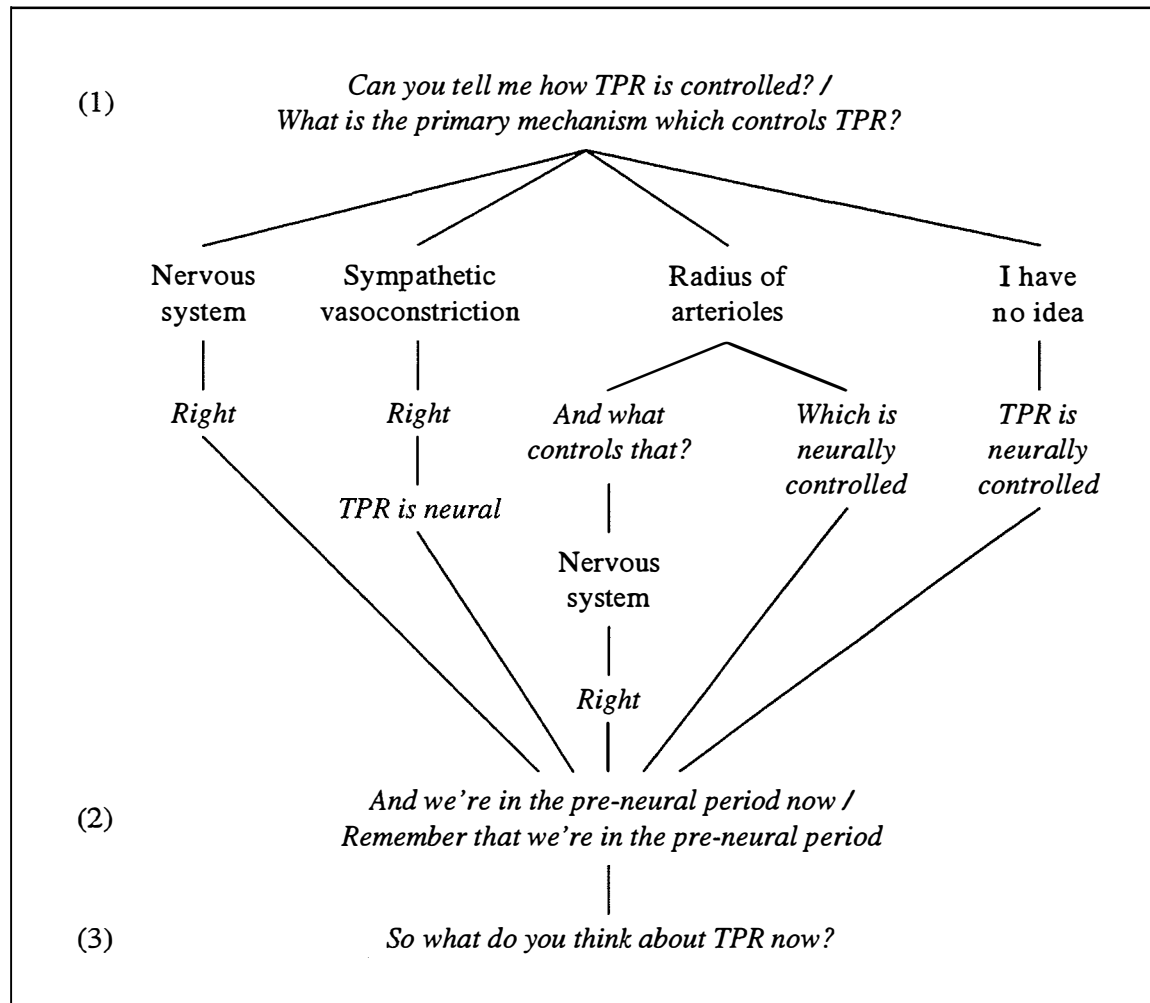 (1)
Can you tell me how TPR is controlled? /
What is the primary mechanism which controls TPR?
Nervous
system
Sympathetic
vasoconstriction
Radius of
arterioles
I have
no idea
Right
Right
And what
controls that?
Which is
neurally
controlled
TPR is
neurally
controlled
TPR is neural
Nervous
system
Right
(2)
And we're in the pre-neural period now /
Remember that we're in the pre-neural period
(3)
So what do you think about TPR now?